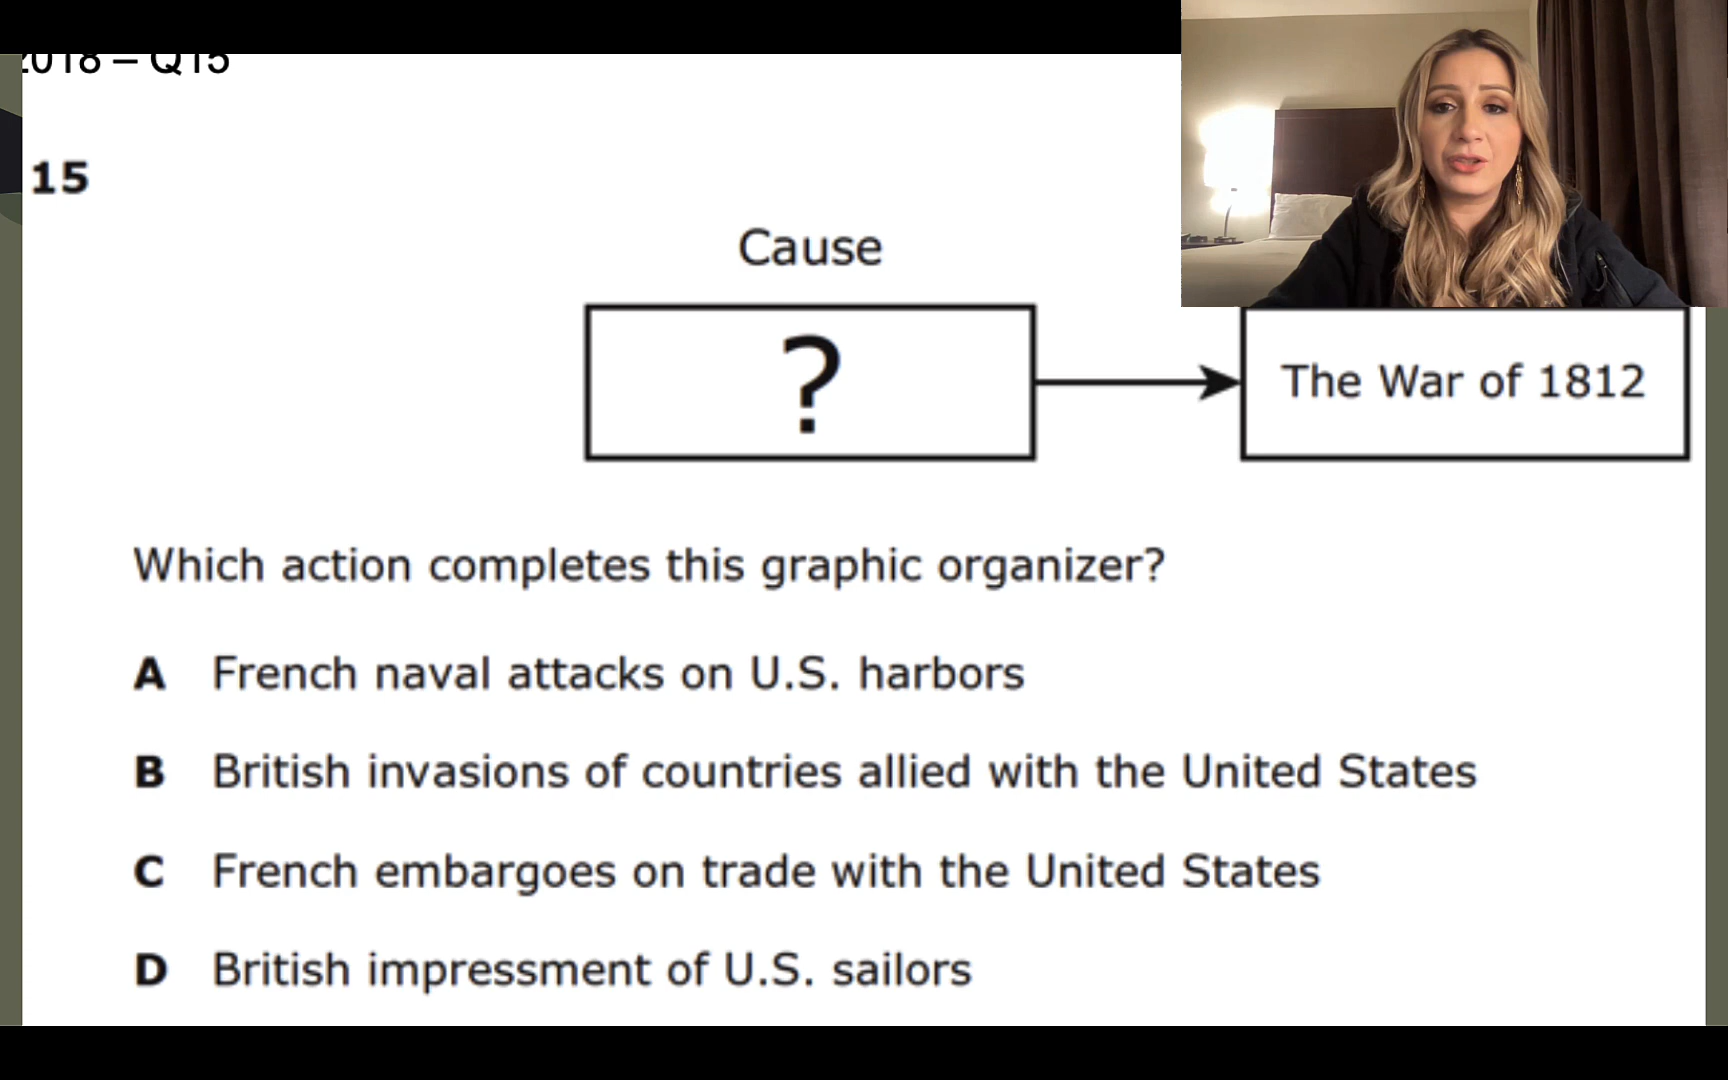 2018 – Q15
15
Cause
?
The War of 1812
Which action completes this graphic organizer?
A French naval attacks on U.S. harbors
B British invasions of countries allied with the United States
C French embargoes on trade with the United States
D British impressment of U.S. sailors